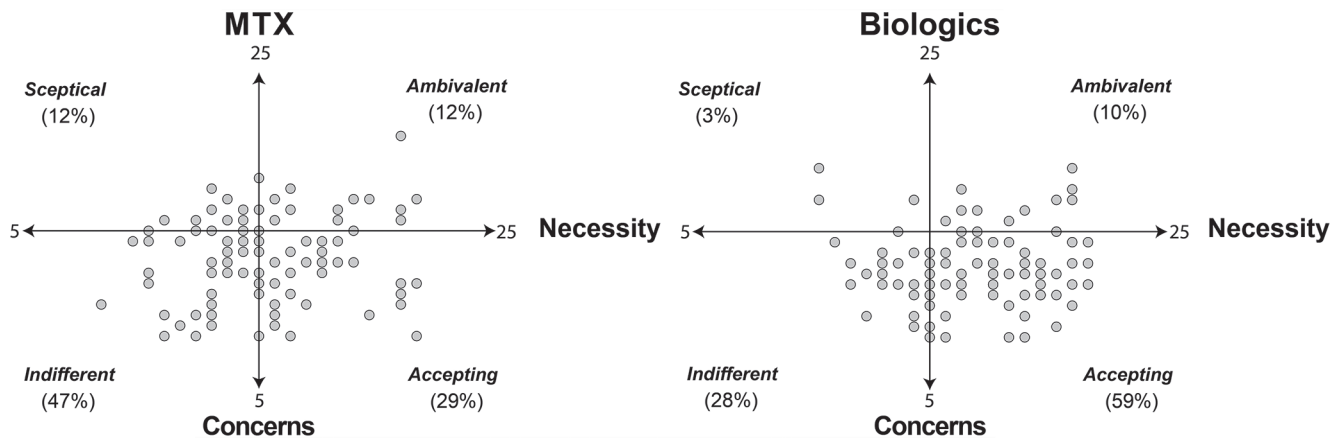 MTX
25
Sceptical
(12%)
Ambivalent
(12%)
5
25
Necessity
Indifferent
(47%)
Accepting
(29%)
5
Concerns
Biologics
25
Sceptical
(3%)
Ambivalent
(10%)
5
25
Necessity
Indifferent
(28%)
Accepting
(59%)
5
Concerns